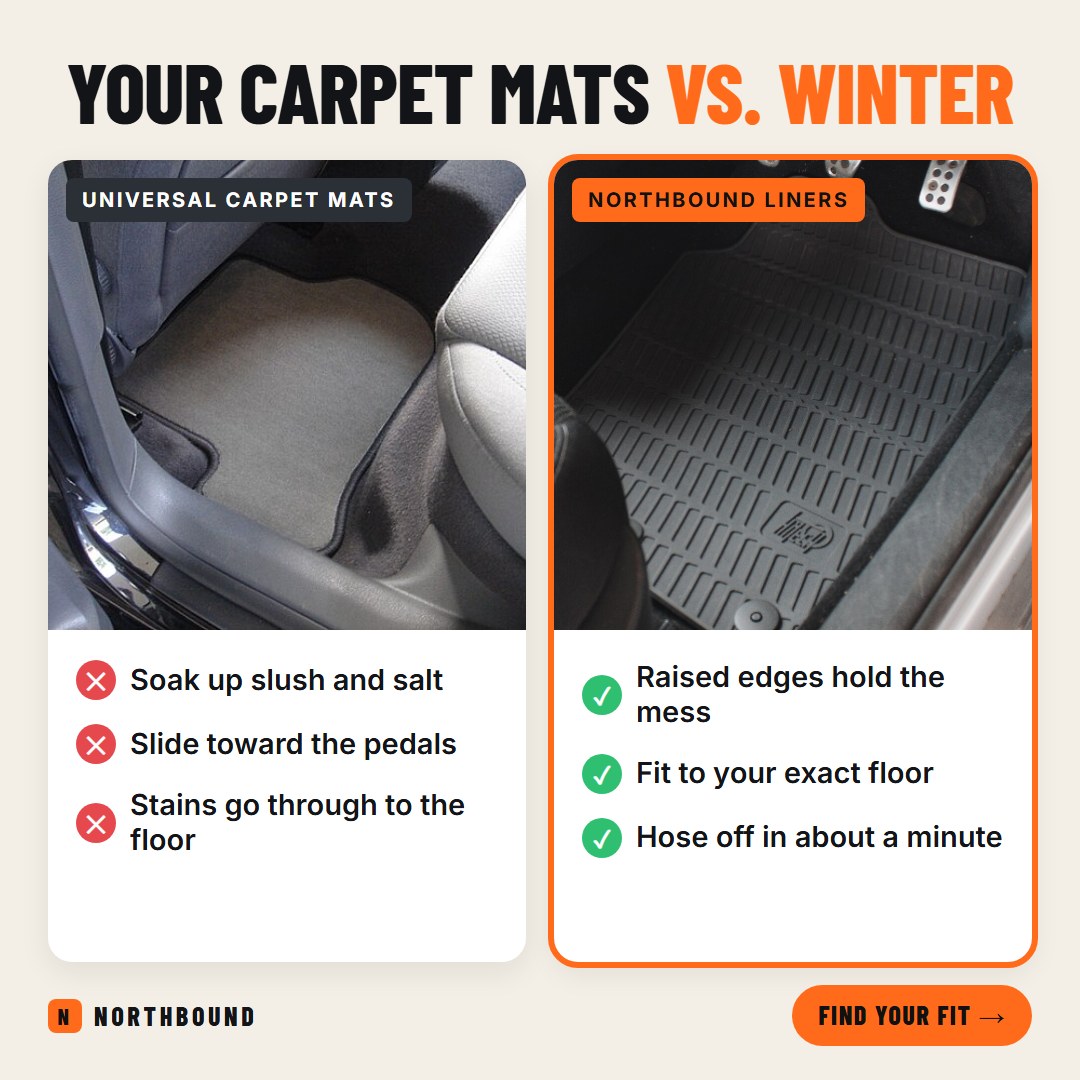 YOUR CARPET MATS VS. WINTER
UNIVERSAL CARPET MATS
Soak up slush and salt
Slide toward the pedals
Stains go through to the
floor
NORTHBOUND LINERS
Raised edges hold the
mess
Fit to your exact floor
Hose off in about a minute
N NORTHBOUND
FIND YOUR FIT →